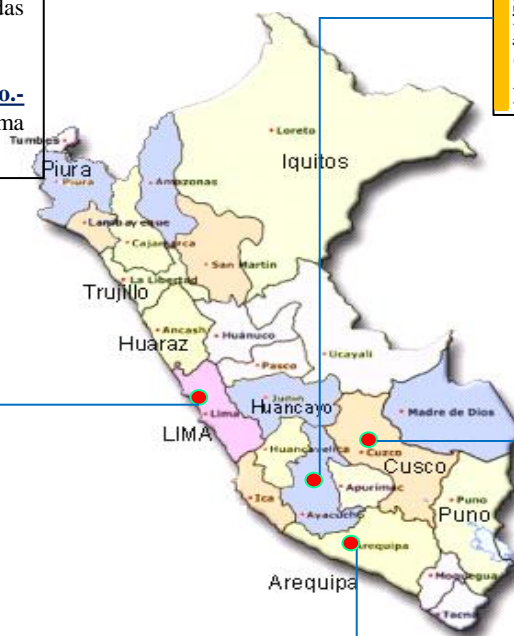 das
o.-
ma
Tumbes
Piura
Piura
Loreto
Iquitos
Amazonas
Lambayeque
Cajamarca
San Martin
La Libertad
Trujillo
Ancash
Huánuco
Huaraz
Pasco
Ucayali
Junin
Huancayo
Lima
LIMA
Madre de Dios
Huancavelica
Cuzco
Cusco
Apurimac
Ica
Ayacucho
Puno
Puno
Arequipa
Arequipa
Moquegua
Tacna